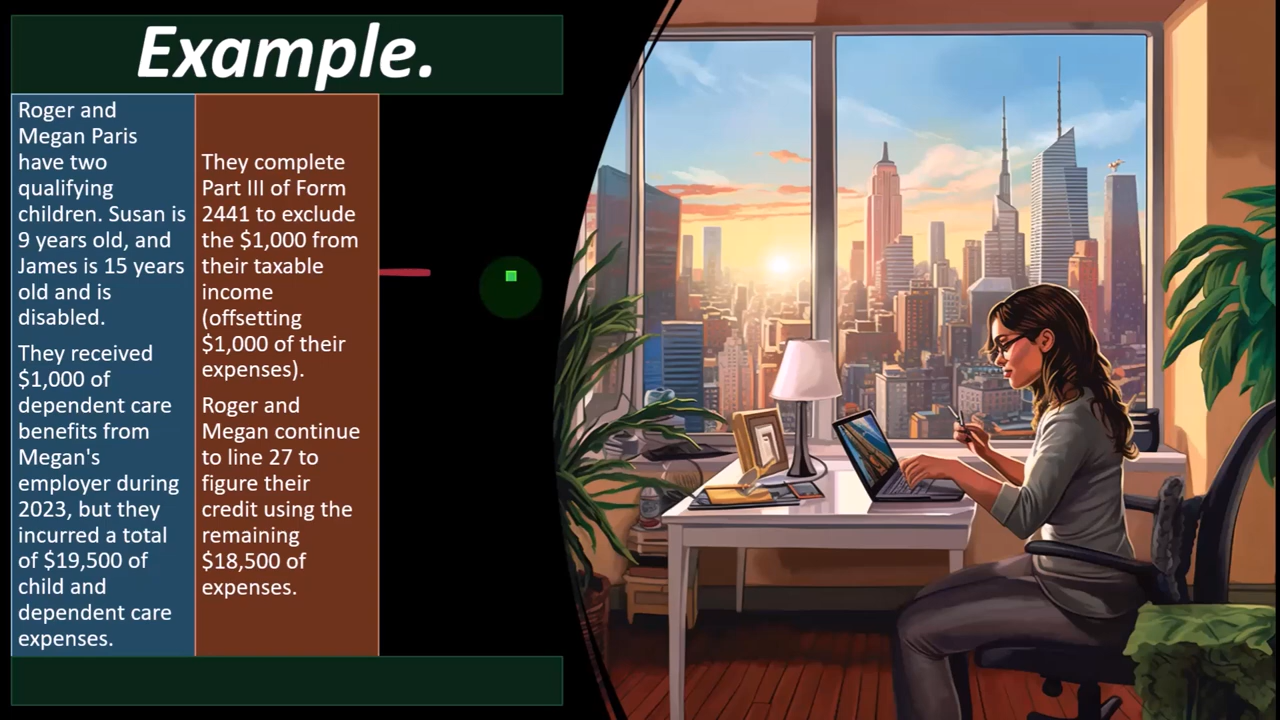 Example.
Roger and
Megan Paris
have two
qualifying
children. Susan is
9 years old, and
James is 15 years
old and is
disabled.
They received
$1,000 of
dependent care
benefits from
Megan's
employer during
2023, but they
incurred a total
of $19,500 of
child and
dependent care
expenses.
They complete
Part III of Form
2441 to exclude
the $1,000 from
their taxable
income
(offsetting
$1,000 of their
expenses).
Roger and
Megan continue
to line 27 to
figure their
credit using the
remaining
$18,500 of
expenses.